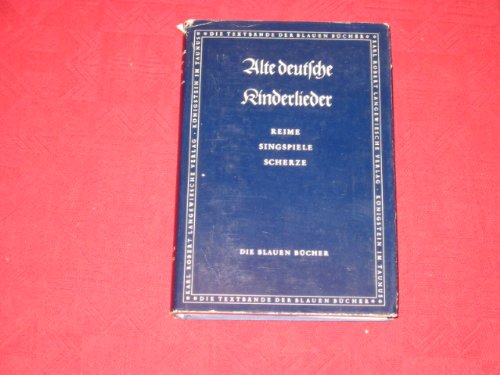 DIE TEXTBÄNDE DER BLAUEN BÜCHER
Alte deutsche
Kinderlieder
REIME
SINGSPIELE
SCHERZE
DIE BLAUEN BÜCHER
KARL ROBERT LANGEWIESCHE VERLAG · KÖNIGSTEIN IM TAUNUS
KARL ROBERT LANGEWIESCHE VERLAG · KÖNIGSTEIN IM TAUNUS
DIE TEXTBÄNDE DER BLAUEN BÜCHER